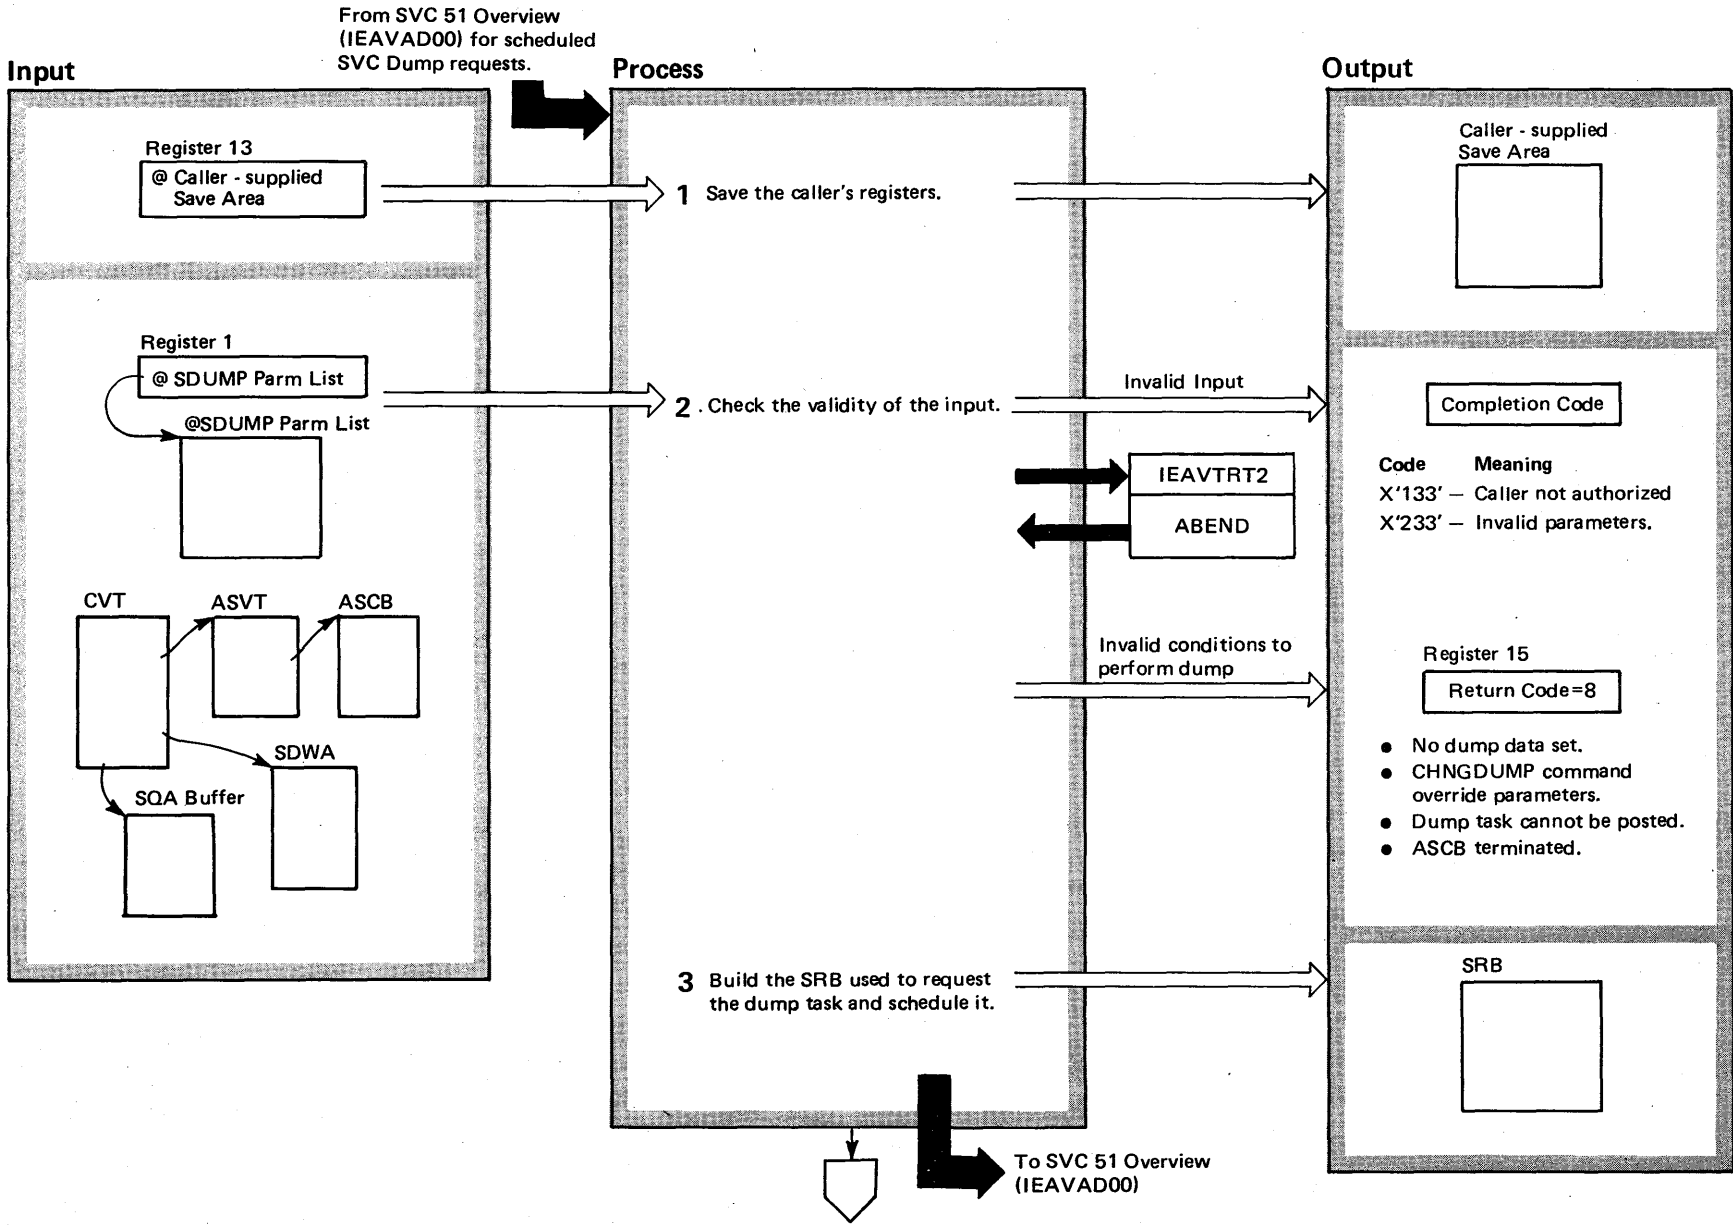 From SVC 51 Overview
(IEAVAD00) for scheduled
SVC Dump requests.
Input
Process
Output
Register 13
@ Caller - supplied
Save Area
1 Save the caller's registers.
Caller - supplied
Save Area
Register 1
@ SDUMP Parm List
@SDUMP Parm List
2 . Check the validity of the input.
Invalid Input
Completion Code
IEAVTRT2
ABEND
Code Meaning
X'133' — Caller not authorized
X'233' — Invalid parameters.
CVT
ASVT
ASCB
SDWA
SQA Buffer
Invalid conditions to
perform dump
Register 15
Return Code=8
● No dump data set.
● CHNGDUMP command
override parameters.
● Dump task cannot be posted.
● ASCB terminated.
3 Build the SRB used to request
the dump task and schedule it.
SRB
To SVC 51 Overview
(IEAVAD00)